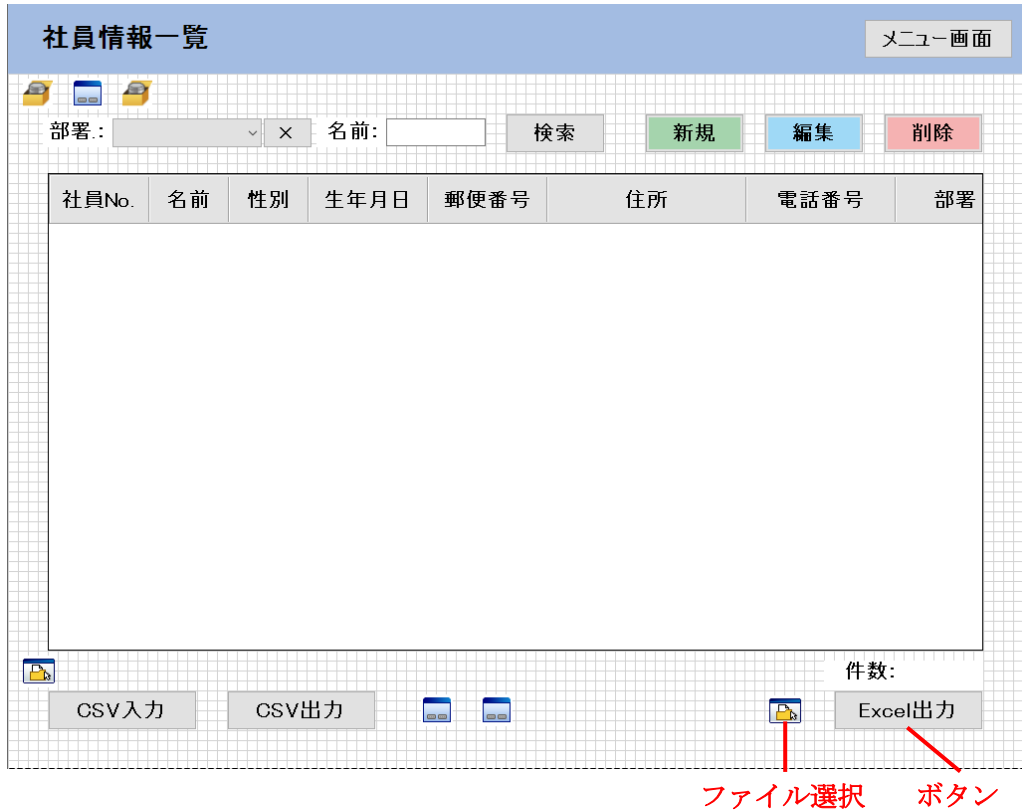 社員情報一覧 メニュー画面
部署.: × 名前: 検索 新規 編集 削除
社員No. 名前 性別 生年月日 郵便番号 住所 電話番号 部署
件数:
CSV入力 CSV出力 Excel出力
ファイル選択 ボタン